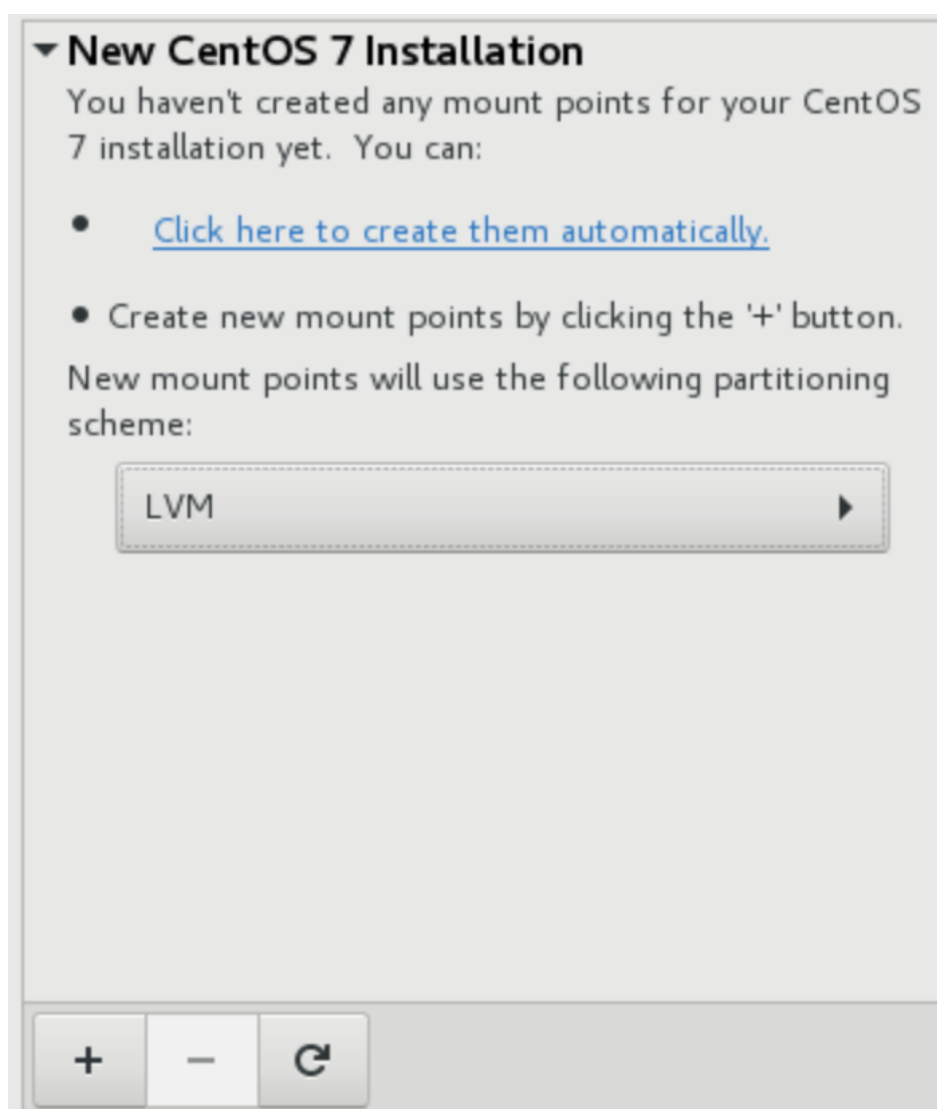 New CentOS 7 Installation
You haven't created any mount points for your CentOS
7 installation yet.  You can:
• Click here to create them automatically.
• Create new mount points by clicking the '+' button.
New mount points will use the following partitioning
scheme:
LVM
+ −